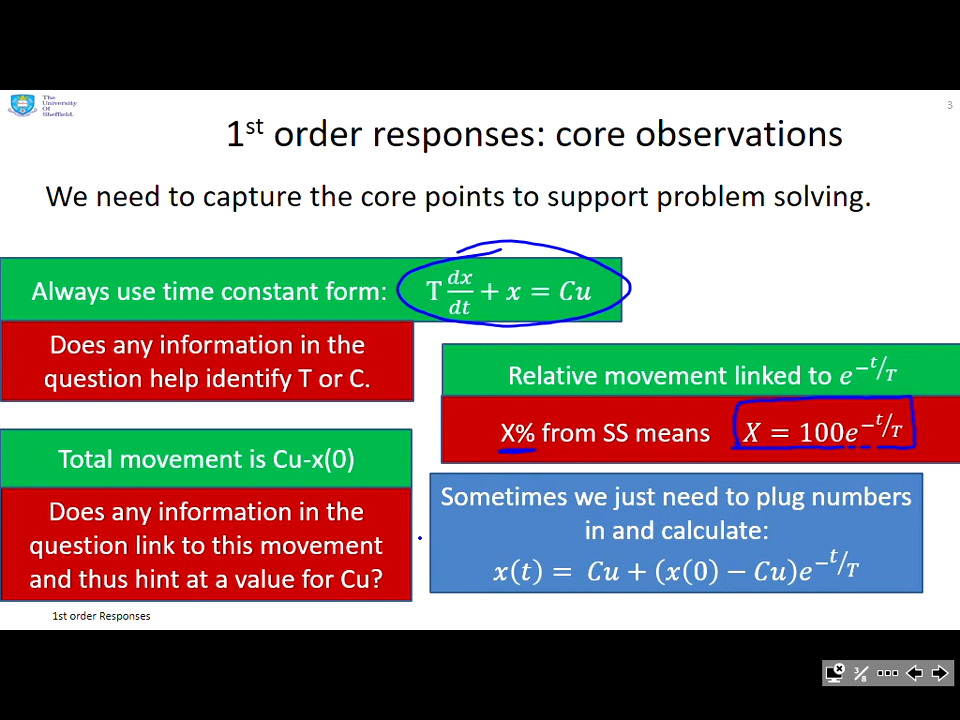 The
University
Of
Sheffield.
3
1st order responses: core observations
We need to capture the core points to support problem solving.
Always use time constant form: T dx/dt + x = Cu
Does any information in the
question help identify T or C.
Relative movement linked to e^{-t/T}
X% from SS means X = 100e^{-t/T}
Total movement is Cu-x(0)
Does any information in the
question link to this movement
and thus hint at a value for Cu?
Sometimes we just need to plug numbers
in and calculate:
x(t) = Cu + (x(0) − Cu)e^{-t/T}
1st order Responses
3/8